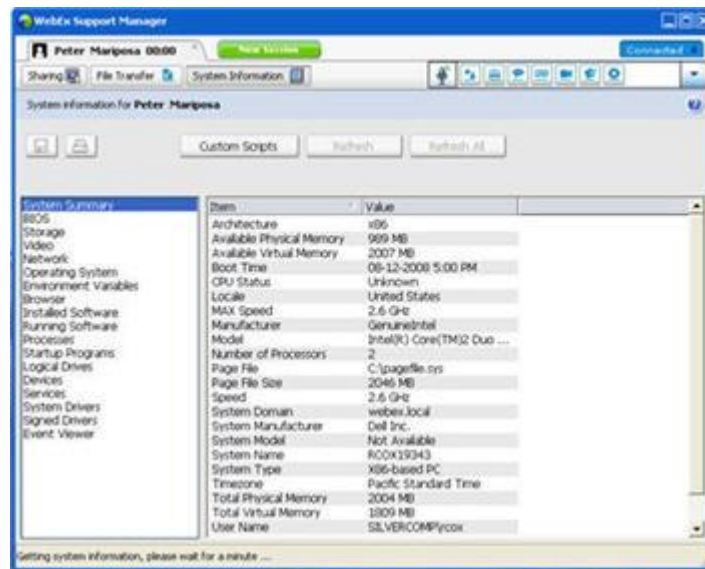 WebEx Support Manager
Peter Mariposa 00:00
New Session
Connected
Sharing
File Transfer
System Information
System information for Peter Mariposa
Custom Scripts
Refresh
Refresh All
System Summary
BIOS
Storage
Video
Network
Operating System
Environment Variables
Browser
Installed Software
Running Software
Processes
Startup Programs
Logical Drives
Devices
Services
System Drivers
Signed Drivers
Event Viewer
Item Value
Architecture x86
Available Physical Memory 989 MB
Available Virtual Memory 2007 MB
Boot Time 08-12-2008 5:00 PM
CPU Status Unknown
Locale United States
MAX Speed 2.6 GHz
Manufacturer GenuineIntel
Model Intel(R) Core(TM)2 Duo ...
Number of Processors 2
Page File C:\pagefile.sys
Page File Size 2046 MB
Speed 2.6 GHz
System Domain webex.local
System Manufacturer Dell Inc.
System Model Not Available
System Name RCOX19343
System Type X86-based PC
Timezone Pacific Standard Time
Total Physical Memory 2004 MB
Total Virtual Memory 1809 MB
User Name SILVERCOMP\rcox
Getting system information, please wait for a minute ...